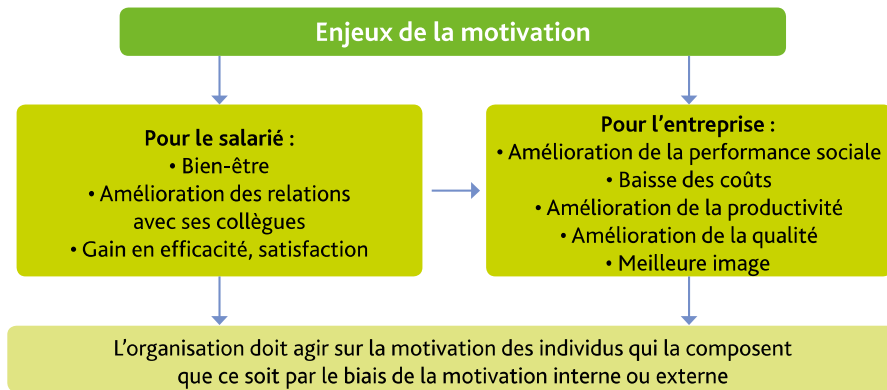 Enjeux de la motivation
Pour le salarié :
• Bien-être
• Amélioration des relations
avec ses collègues
• Gain en efficacité, satisfaction
Pour l'entreprise :
• Amélioration de la performance sociale
• Baisse des coûts
• Amélioration de la productivité
• Amélioration de la qualité
• Meilleure image
L'organisation doit agir sur la motivation des individus qui la composent
que ce soit par le biais de la motivation interne ou externe